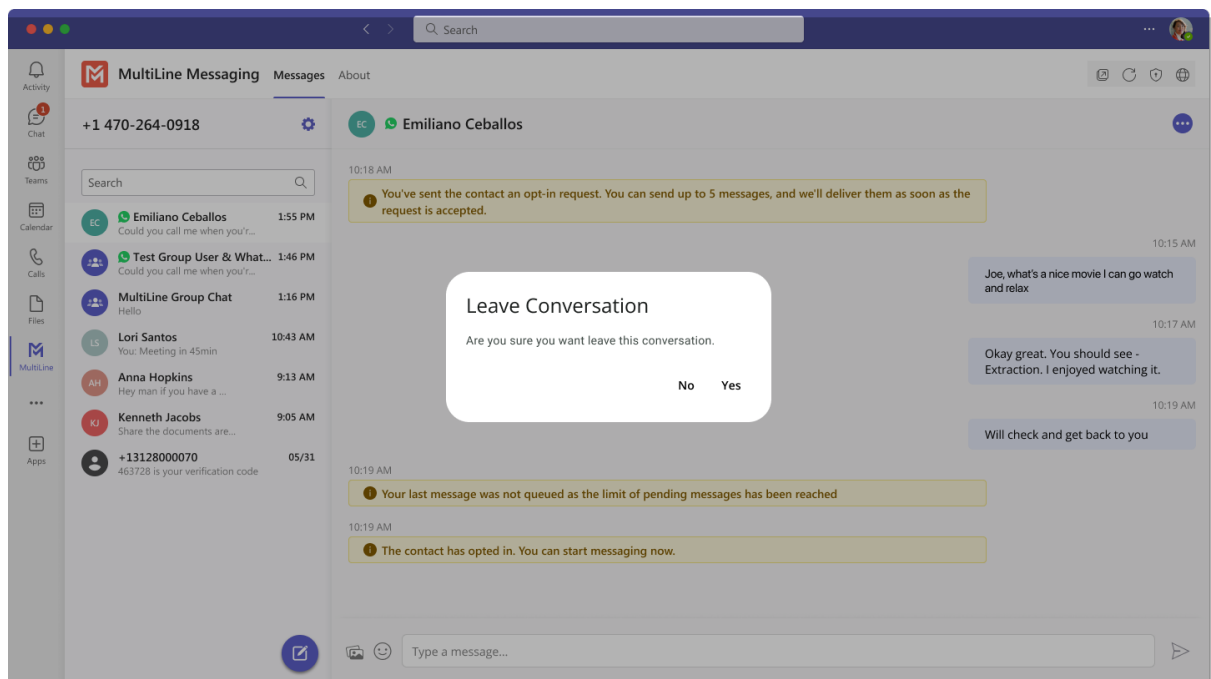 Search
Activity
1
Chat
Teams
Calendar
Calls
Files
MultiLine
Apps
MultiLine Messaging
Messages
About
+1 470-264-0918
Search
EC
Emiliano Ceballos
1:55 PM
Could you call me when you'r...
Test Group User & What...
1:46 PM
Could you call me when you'r...
MultiLine Group Chat
1:16 PM
Hello
LS
Lori Santos
10:43 AM
You: Meeting in 45min
AH
Anna Hopkins
9:13 AM
Hey man if you have a ...
KJ
Kenneth Jacobs
9:05 AM
Share the documents are...
+13128000070
05/31
463728 is your verification code
EC
Emiliano Ceballos
10:18 AM
You've sent the contact an opt-in request. You can send up to 5 messages, and we'll deliver them as soon as the
request is accepted.
10:15 AM
Joe, what's a nice movie I can go watch
and relax
10:17 AM
Okay great. You should see -
Extraction. I enjoyed watching it.
10:19 AM
Will check and get back to you
Leave Conversation
Are you sure you want leave this conversation.
No
Yes
10:19 AM
Your last message was not queued as the limit of pending messages has been reached
10:19 AM
The contact has opted in. You can start messaging now.
Type a message...